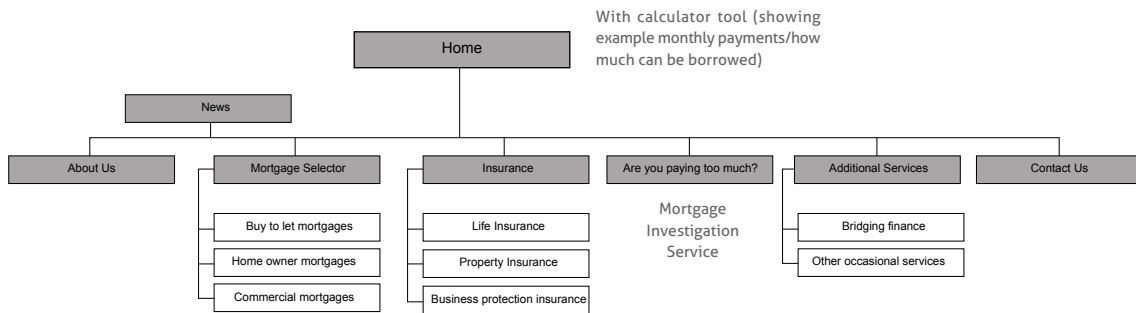 With calculator tool (showing
example monthly payments/how
much can be borrowed)
Home
News
About Us
Mortgage Selector
Insurance
Are you paying too much?
Additional Services
Contact Us
Buy to let mortgages
Home owner mortgages
Commercial mortgages
Life Insurance
Property Insurance
Business protection insurance
Mortgage
Investigation
Service
Bridging finance
Other occasional services